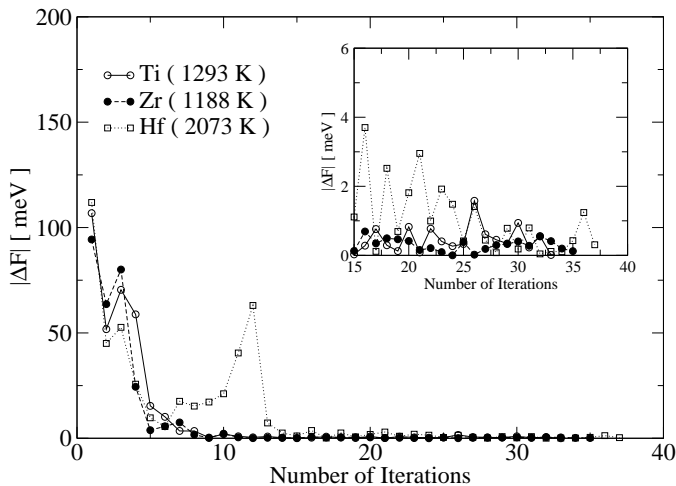 200
150
100
50
0
|ΔF| [ meV]
Ti ( 1293 K )
Zr ( 1188 K )
Hf ( 2073 K )
6
4
2
0
|ΔF| [ meV]
15 20 25 30 35 40
Number of Iterations
0 10 20 30 40
Number of Iterations